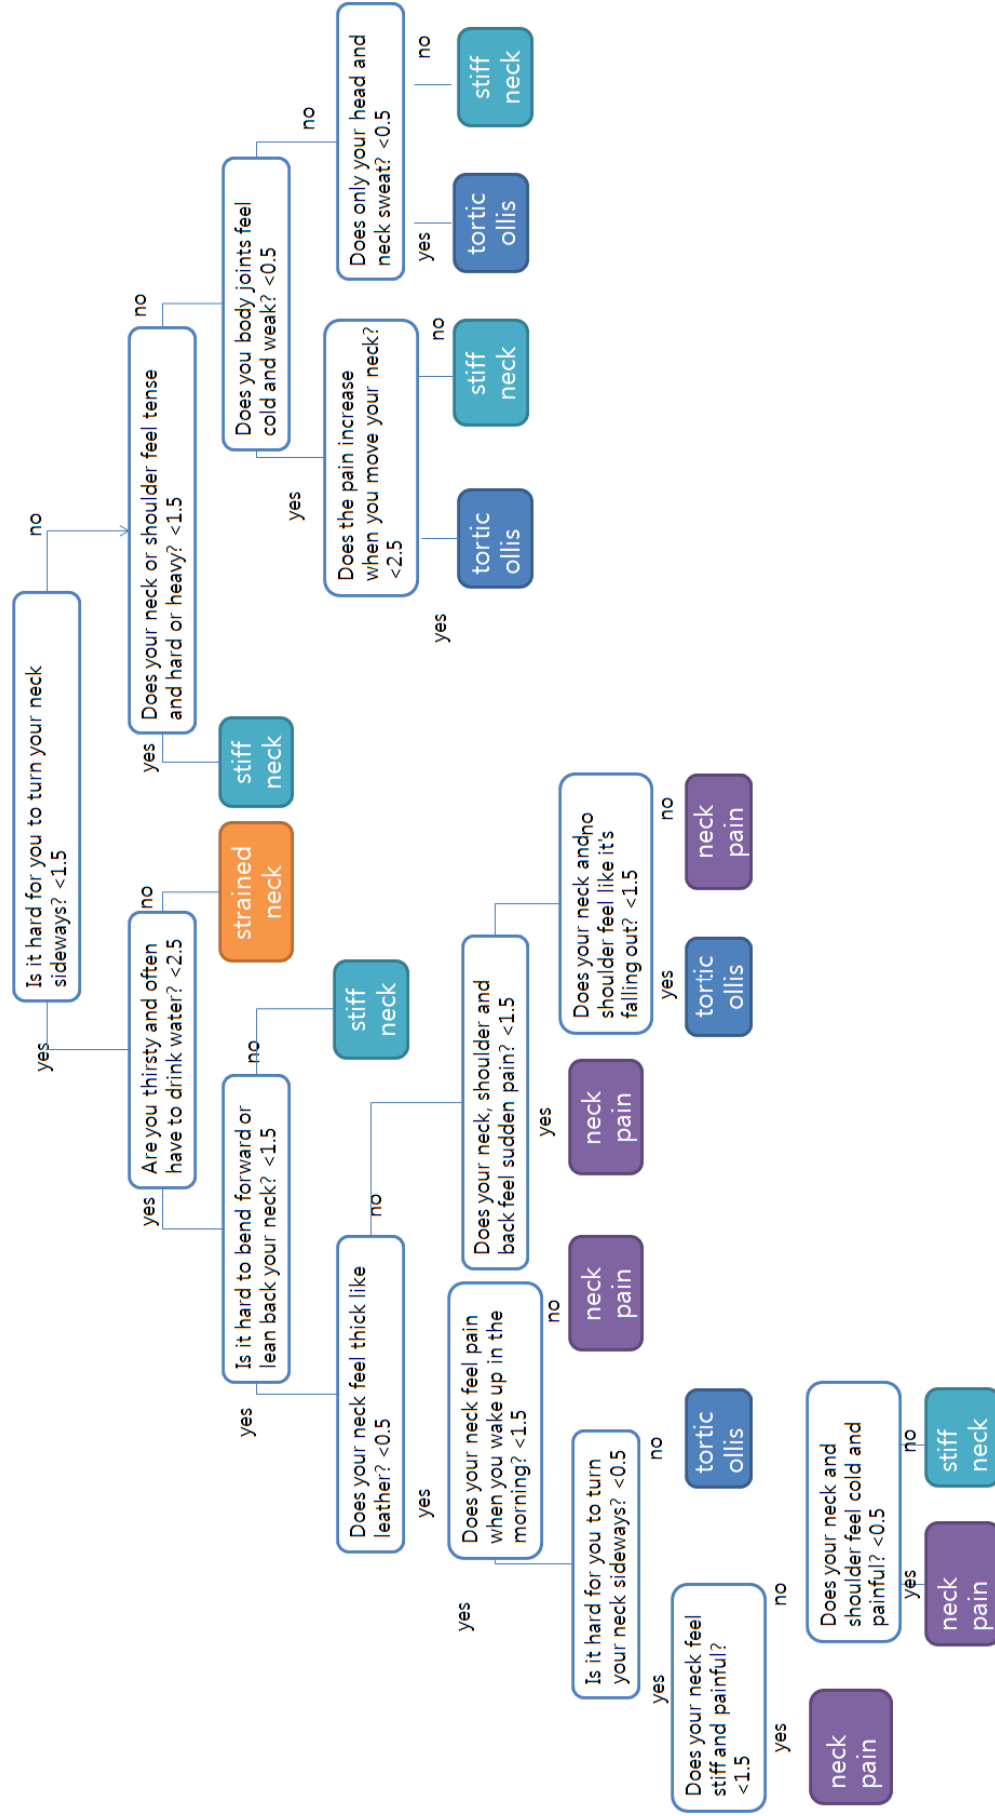 Is it hard for you to turn your neck
sideways? <1.5
yes
no
Are you thirsty and often
have to drink water? <2.5
yes
no
Does your neck or shoulder feel tense
and hard or heavy? <1.5
yes
no
Is it hard to bend forward or
lean back your neck? <1.5
yes
no
strained
neck
stiff
neck
Does you body joints feel
cold and weak? <0.5
yes
no
Does your neck feel thick like
leather? <0.5
yes
no
stiff
neck
Does the pain increase
when you move your neck?
<2.5
yes
no
Does only your head and
neck sweat? <0.5
yes
no
Does your neck feel pain
when you wake up in the
morning? <1.5
yes
no
Does your neck, shoulder and
back feel sudden pain? <1.5
yes
no
tortic
ollis
stiff
neck
tortic
ollis
stiff
neck
Is it hard for you to turn
your neck sideways? <0.5
yes
no
neck
pain
neck
pain
Does your neck and
shoulder feel like it's
falling out? <1.5
yes
no
Does your neck feel
stiff and painful?
<1.5
yes
no
tortic
ollis
tortic
ollis
neck
pain
neck
pain
Does your neck and
shoulder feel cold and
painful? <0.5
yes
no
neck
pain
stiff
neck